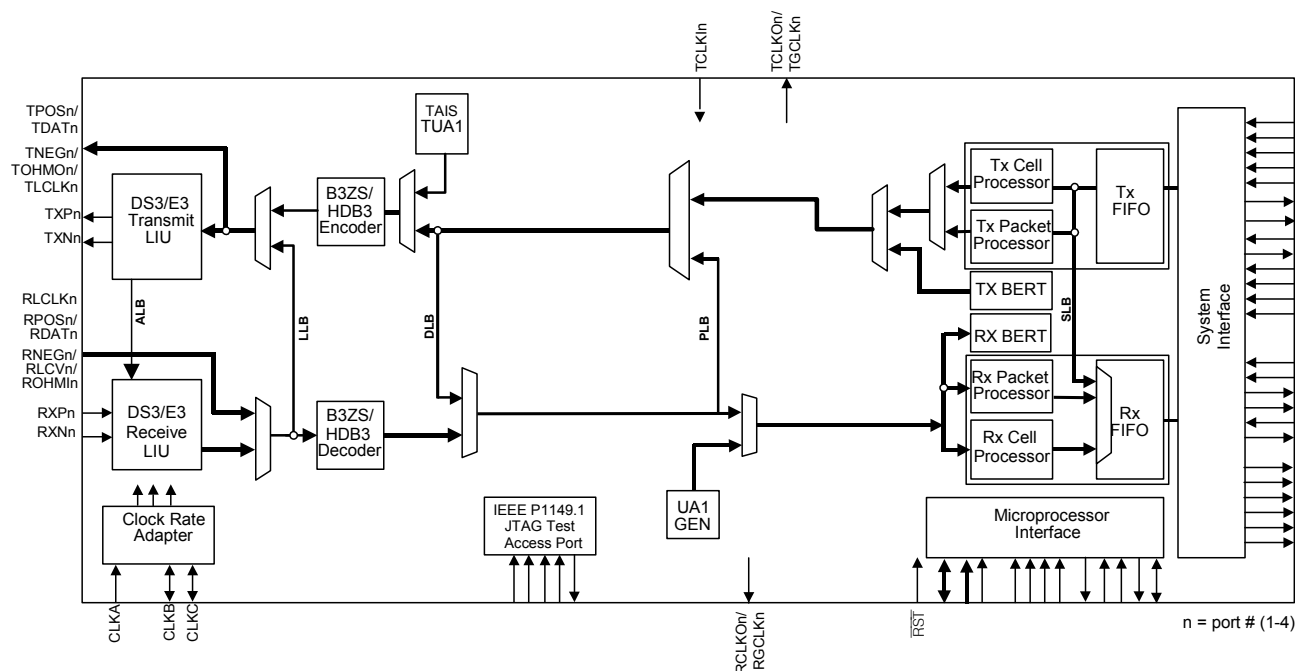 TCLKIn
TCLKOn/
TGCLKn
TPOSn/
TDATn
TNEGn/
TOHMOn/
TLCLKn
TXPn
TXNn
DS3/E3
Transmit
LIU
B3ZS/
HDB3
Encoder
TAIS
TUA1
Tx Cell
Processor
Tx Packet
Processor
Tx
FIFO
TX BERT
RX BERT
System
Interface
ALB
LLB
DLB
PLB
SLB
RLCLKn
RPOSn/
RDATn
RNEGn/
RLCVn/
ROHMIn
RXPn
RXNn
DS3/E3
Receive
LIU
B3ZS/
HDB3
Decoder
Rx Packet
Processor
Rx Cell
Processor
Rx
FIFO
UA1
GEN
Clock Rate
Adapter
IEEE P1149.1
JTAG Test
Access Port
Microprocessor
Interface
CLKA
CLKB
CLKC
RCLKOn/
RGCLKn
RST
n = port # (1-4)